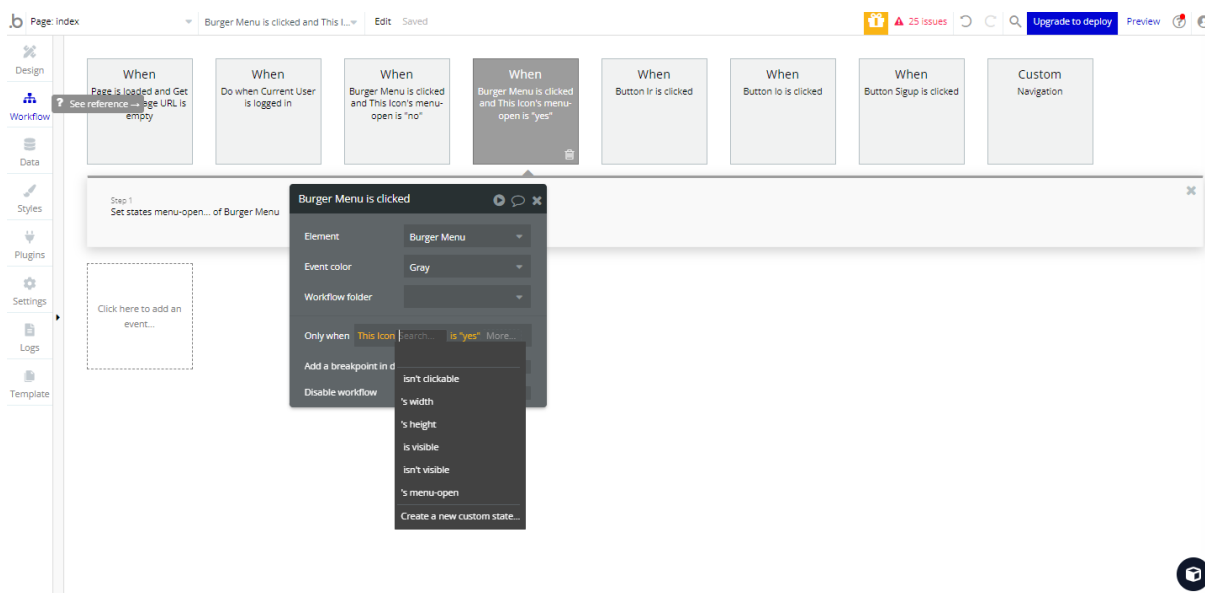 .b Page: index
Burger Menu is clicked and This I...
Edit Saved
25 issues
Upgrade to deploy
Preview
Design
Workflow
Data
Styles
Plugins
Settings
Logs
Template
? See reference →
When
Page is loaded and Get
age URL is
empty
When
Do when Current User
is logged in
When
Burger Menu is clicked
and This Icon's menu-
open is "no"
When
Burger Menu is clicked
and This Icon's menu-
open is "yes"
When
Button lr is clicked
When
Button lo is clicked
When
Button Sigup is clicked
Custom
Navigation
Step 1
Set states menu-open... of Burger Menu
Click here to add an
event...
Burger Menu is clicked
Element Burger Menu
Event color Gray
Workflow folder
Only when This Icon Search... is "yes" More...
Add a breakpoint in d
Disable workflow
isn't clickable
's width
's height
is visible
isn't visible
's menu-open
Create a new custom state...